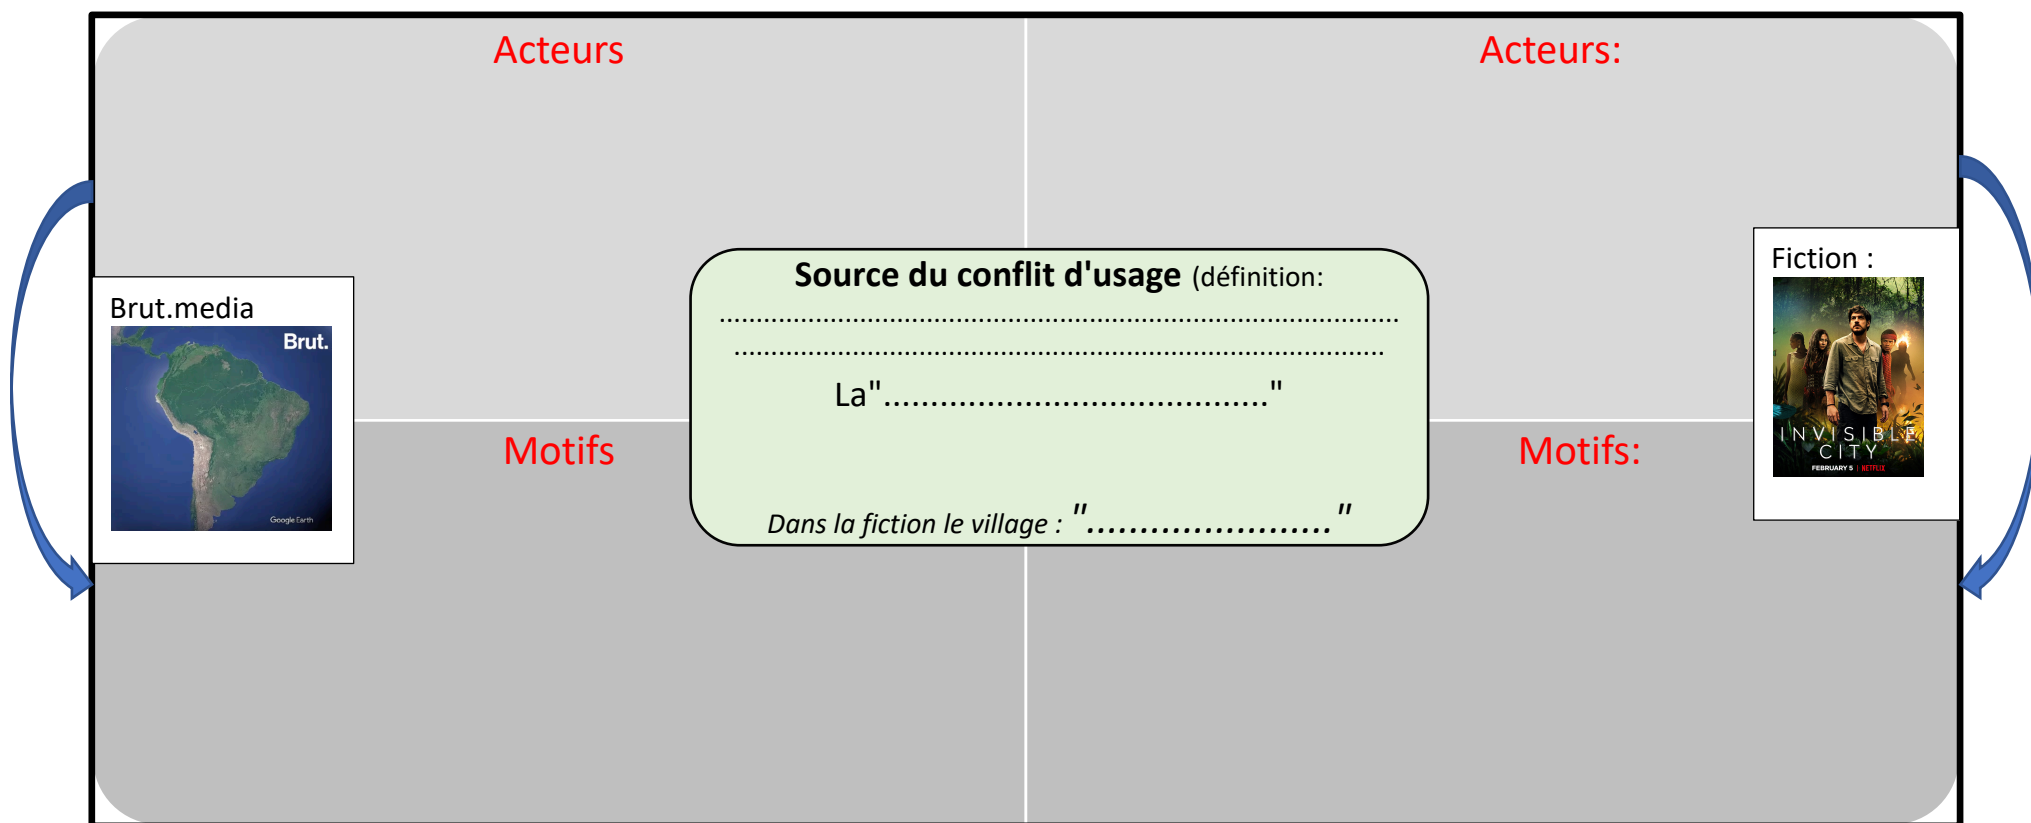 Acteurs
Acteurs:
Brut.media
Brut.
Google Earth
Source du conflit d'usage (définition:
............................................................................................
........................................................................................
La"........................................."
Dans la fiction le village : "......................."
Fiction :
INVISIBLE
CITY
FEBRUARY 5 | NETFLIX
Motifs
Motifs: